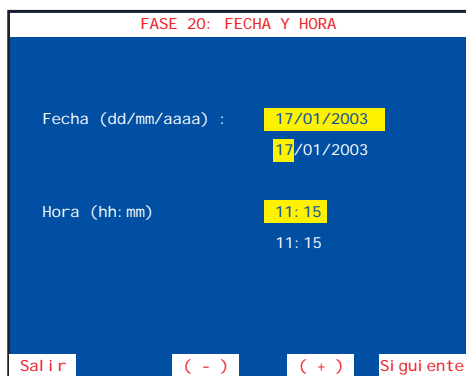 FASE 20: FECHA Y HORA
Fecha (dd/mm/aaaa) : 17/01/2003
17/01/2003
Hora (hh:mm) 11:15
11:15
Salir ( - ) ( + ) Siguiente